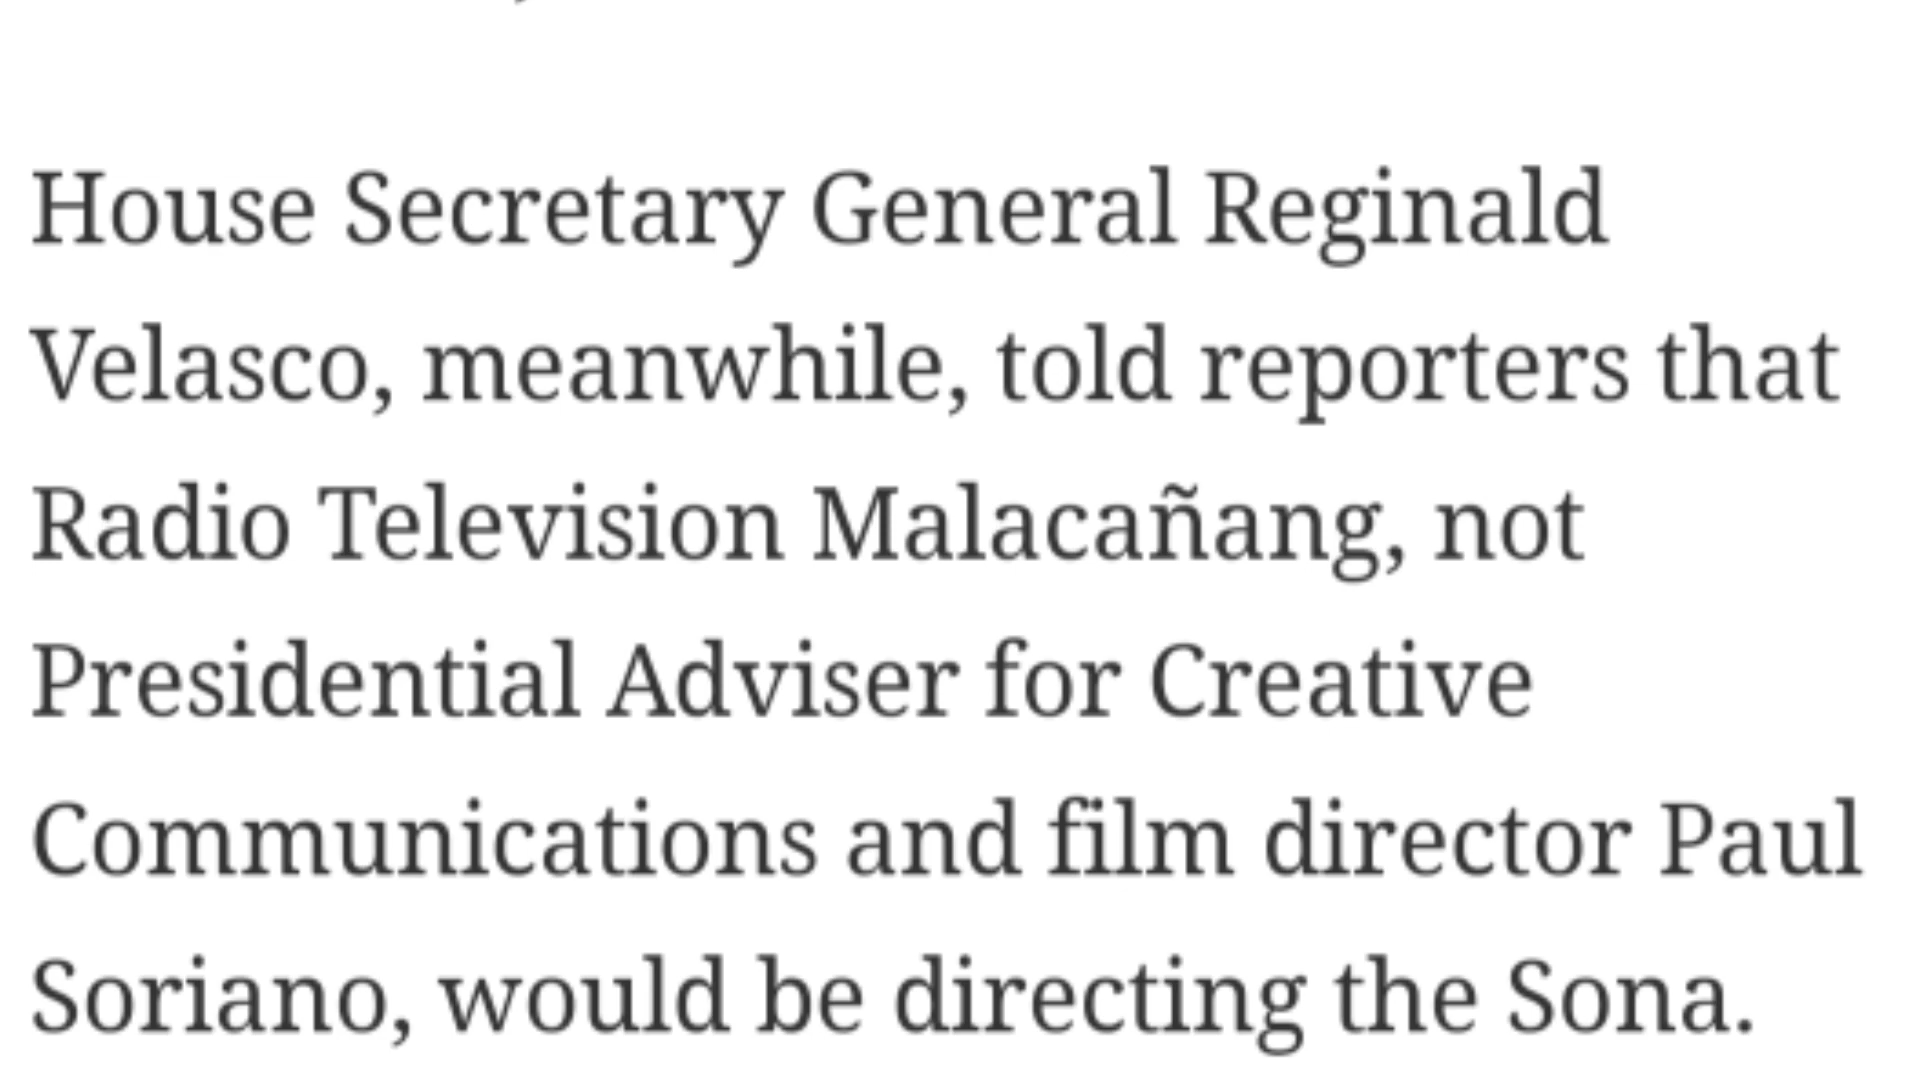 House Secretary General Reginald
Velasco, meanwhile, told reporters that
Radio Television Malacañang, not
Presidential Adviser for Creative
Communications and film director Paul
Soriano, would be directing the Sona.